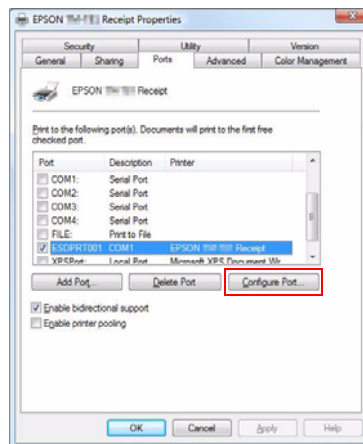 EPSON Receipt Properties
Security Utility Version
General Sharing Ports Advanced Color Management
EPSON Receipt
Print to the following port(s). Documents will print to the first free
checked port.
Port Description Printer
COM1: Serial Port
COM2: Serial Port
COM3: Serial Port
COM4: Serial Port
FILE: Print to File
ESDPRT001 COM1 EPSON Receipt
XPSPort: Local Port Microsoft XPS Document Wr
Add Port... Delete Port Configure Port...
Enable bidirectional support
Enable printer pooling
OK Cancel Apply Help